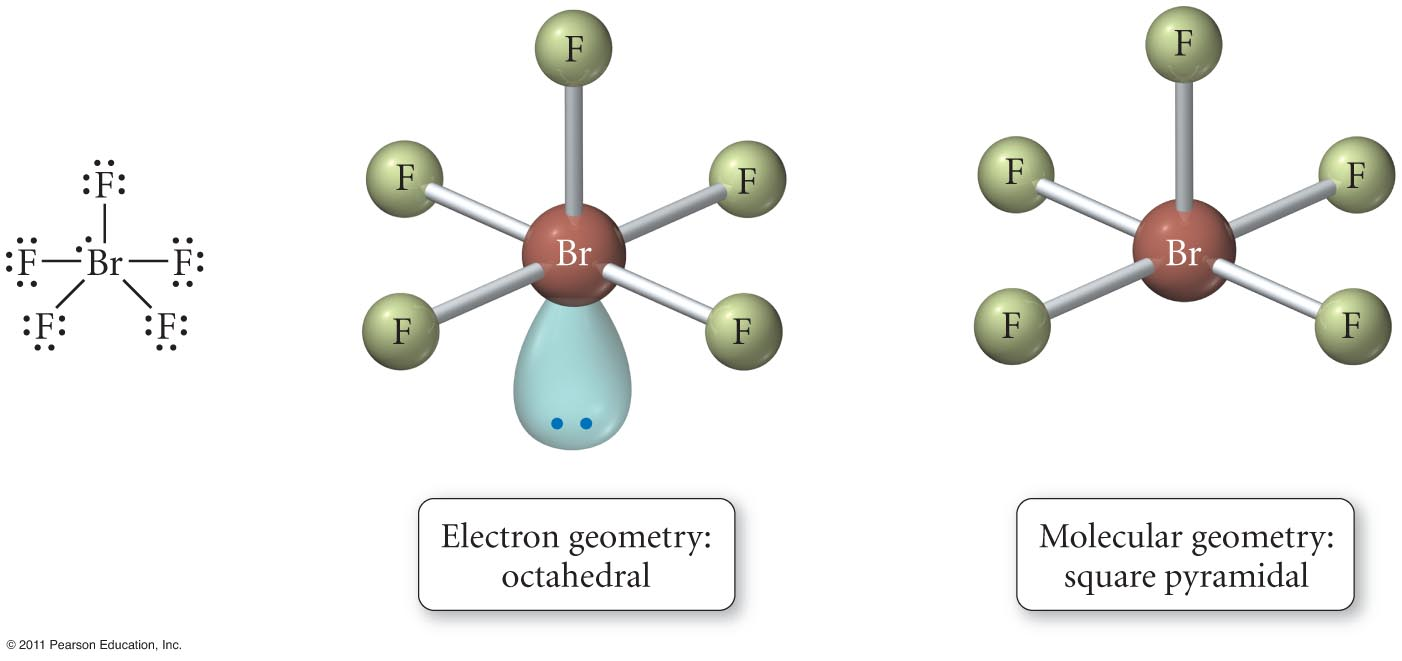 F
F Br F
F F
F
F F
Br
F F
F
F F
Br
F F
Electron geometry:
octahedral
Molecular geometry:
square pyramidal
© 2011 Pearson Education, Inc.